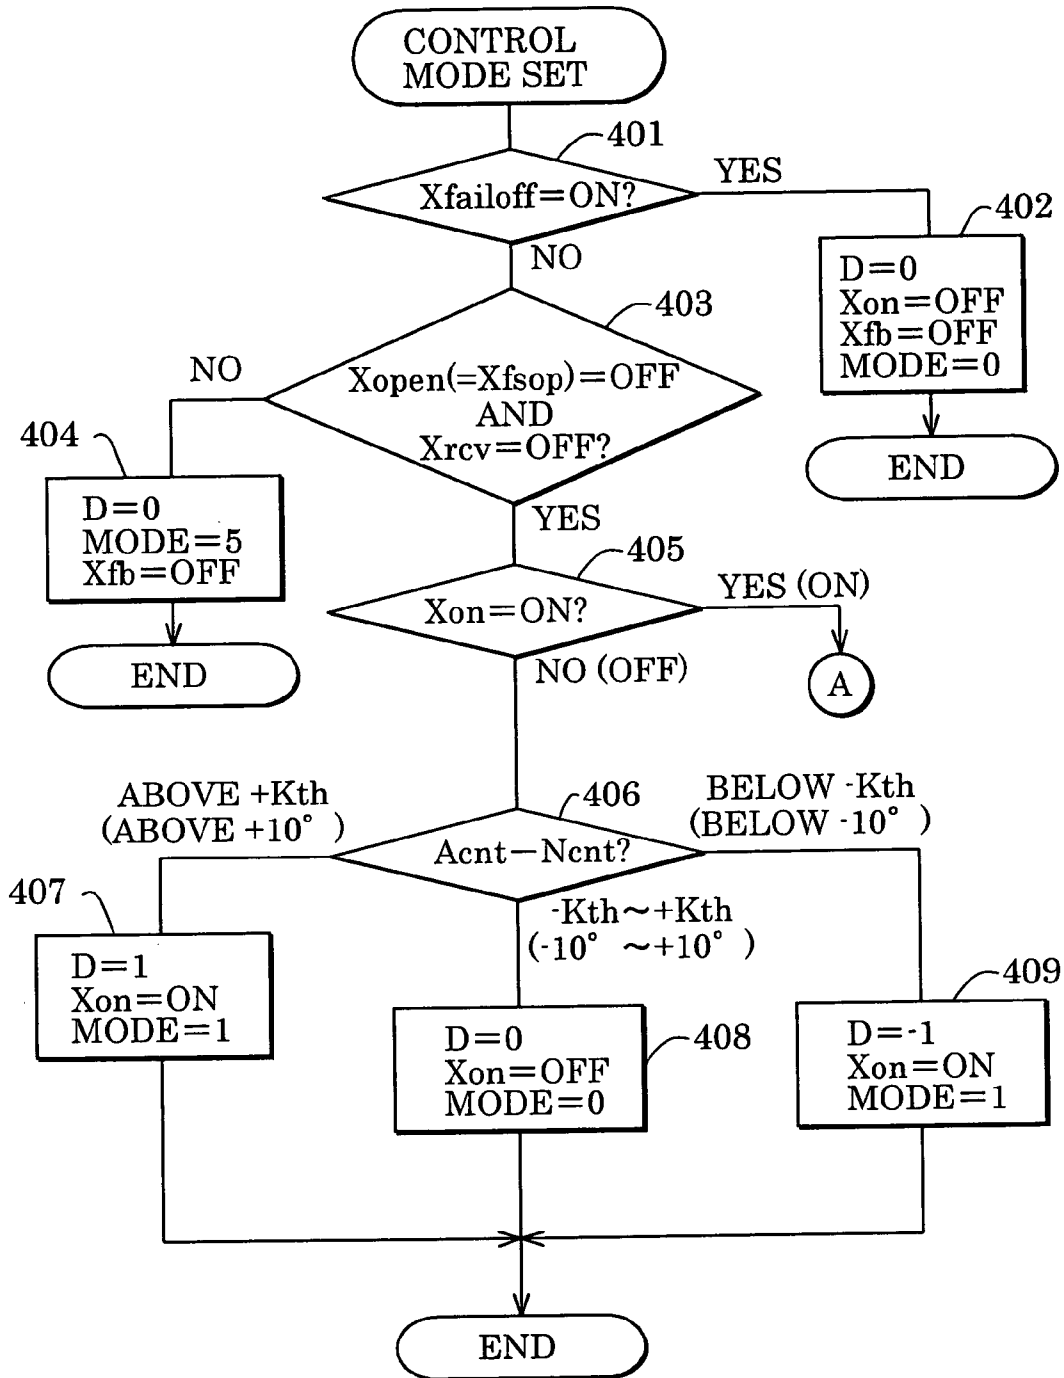 CONTROL
MODE SET
401
Xfailoff=ON?
YES
NO
402
D=0
Xon=OFF
Xfb=OFF
MODE=0
END
403
Xopen(=Xfsop)=OFF
AND
Xrcv=OFF?
NO
404
D=0
MODE=5
Xfb=OFF
END
YES
405
Xon=ON?
YES (ON)
A
NO (OFF)
406
Acnt−Ncnt?
ABOVE +Kth
(ABOVE +10°)
BELOW -Kth
(BELOW -10°)
-Kth~+Kth
(-10° ~+10°)
407
D=1
Xon=ON
MODE=1
408
D=0
Xon=OFF
MODE=0
409
D=-1
Xon=ON
MODE=1
END